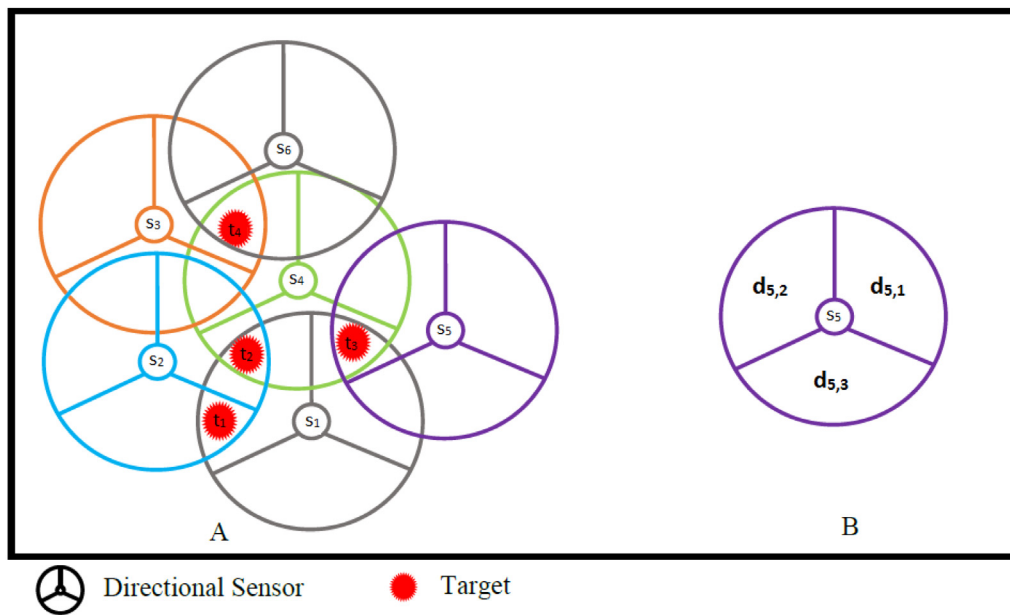 s6
s3
t4
s4
s5
t2
t3
s2
t1
s1
A
d5,2
d5,1
s5
d5,3
B
Directional Sensor
Target